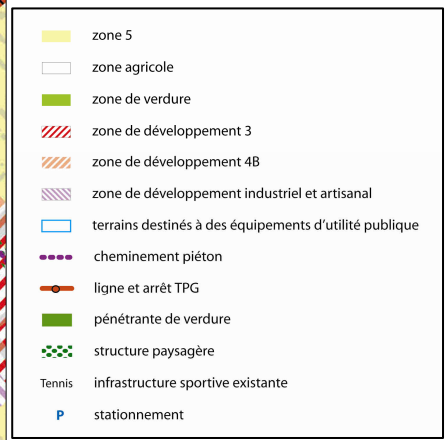 zone 5
zone agricole
zone de verdure
zone de développement 3
zone de développement 4B
zone de développement industriel et artisanal
terrains destinés à des équipements d'utilité publique
cheminement piéton
ligne et arrêt TPG
pénétrante de verdure
structure paysagère
Tennis infrastructure sportive existante
P stationnement